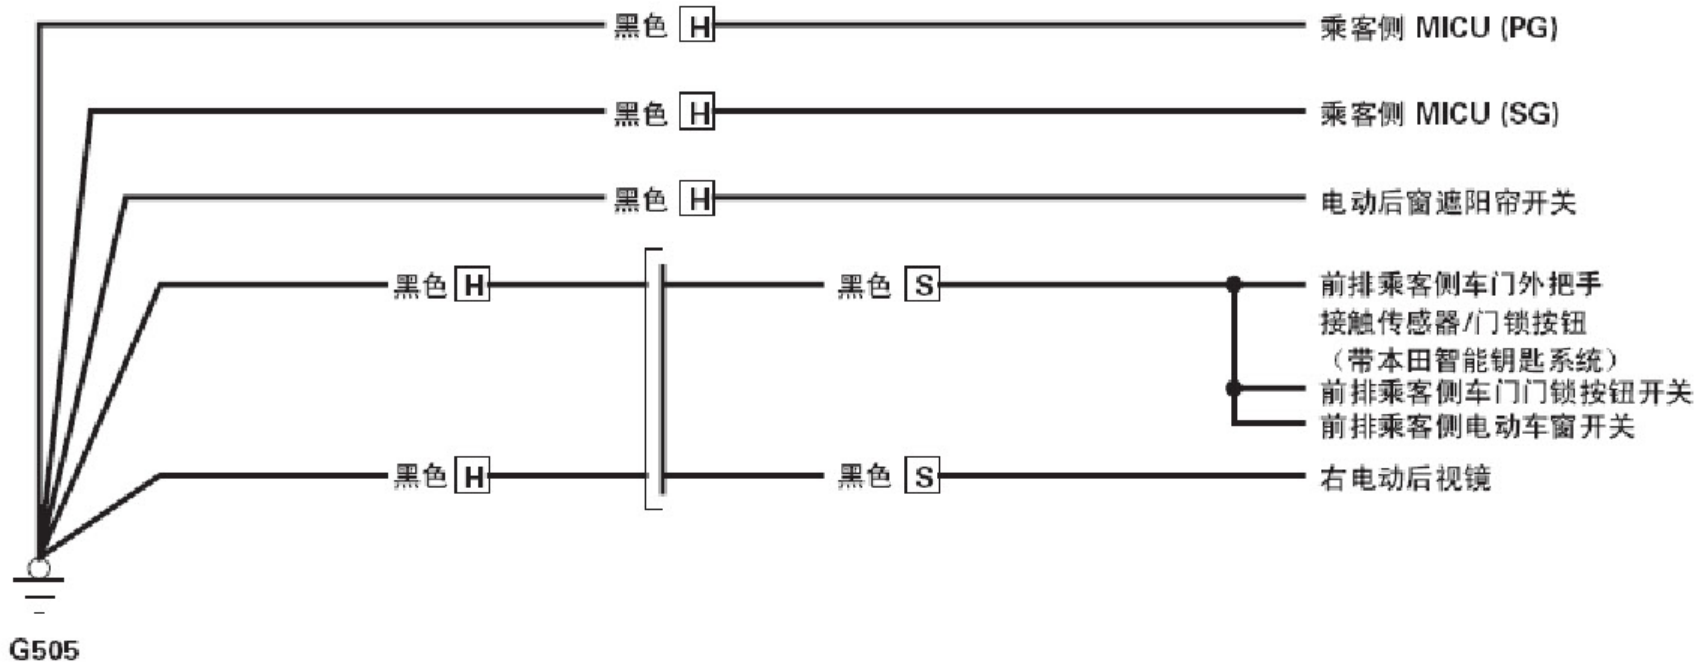 黑色 H 乘客侧 MICU (PG)
黑色 H 乘客侧 MICU (SG)
黑色 H 电动后窗遮阳帘开关
黑色 H 黑色 S 前排乘客侧车门外把手
接触传感器/门锁按钮
（带本田智能钥匙系统）
前排乘客侧车门门锁按钮开关
前排乘客侧电动车窗开关
黑色 H 黑色 S 右电动后视镜
G505